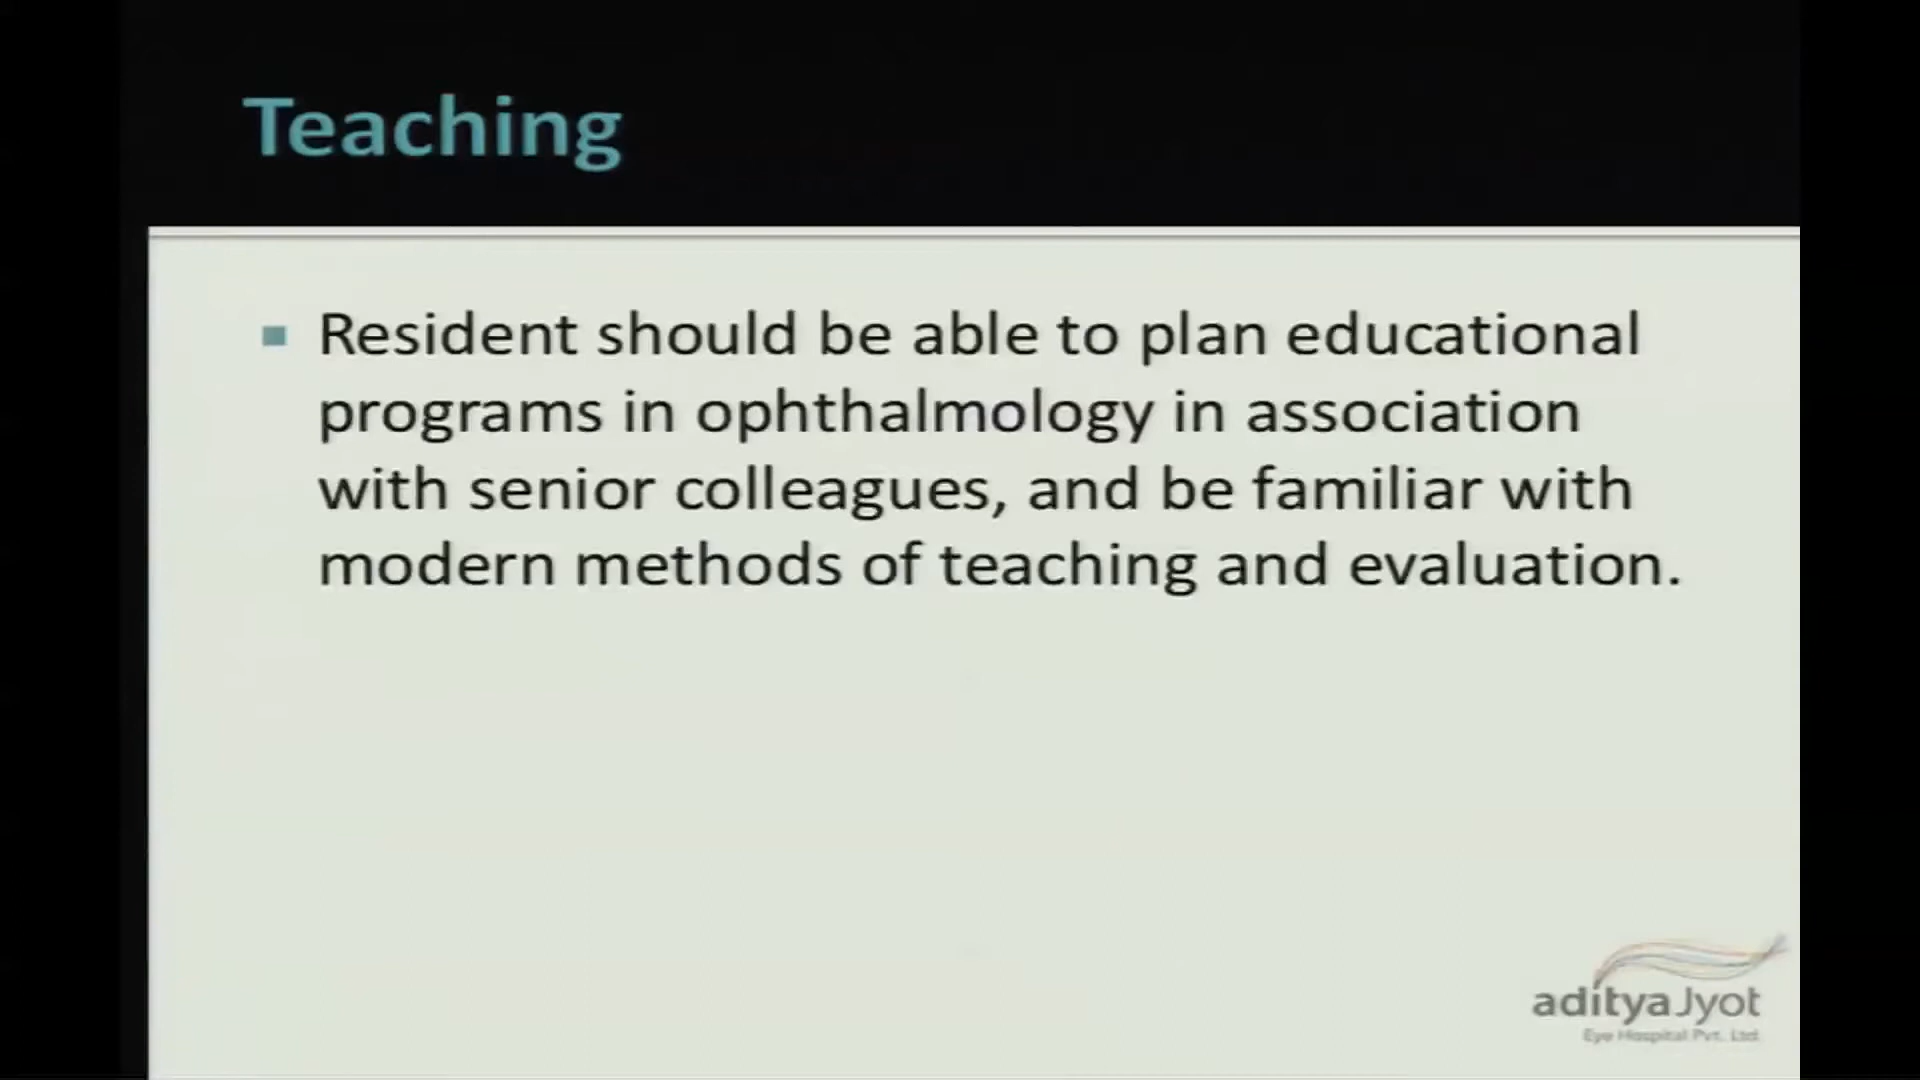 Teaching
Resident should be able to plan educational
programs in ophthalmology in association
with senior colleagues, and be familiar with
modern methods of teaching and evaluation.
aditya Jyot
Eye Hospital Pvt. Ltd.